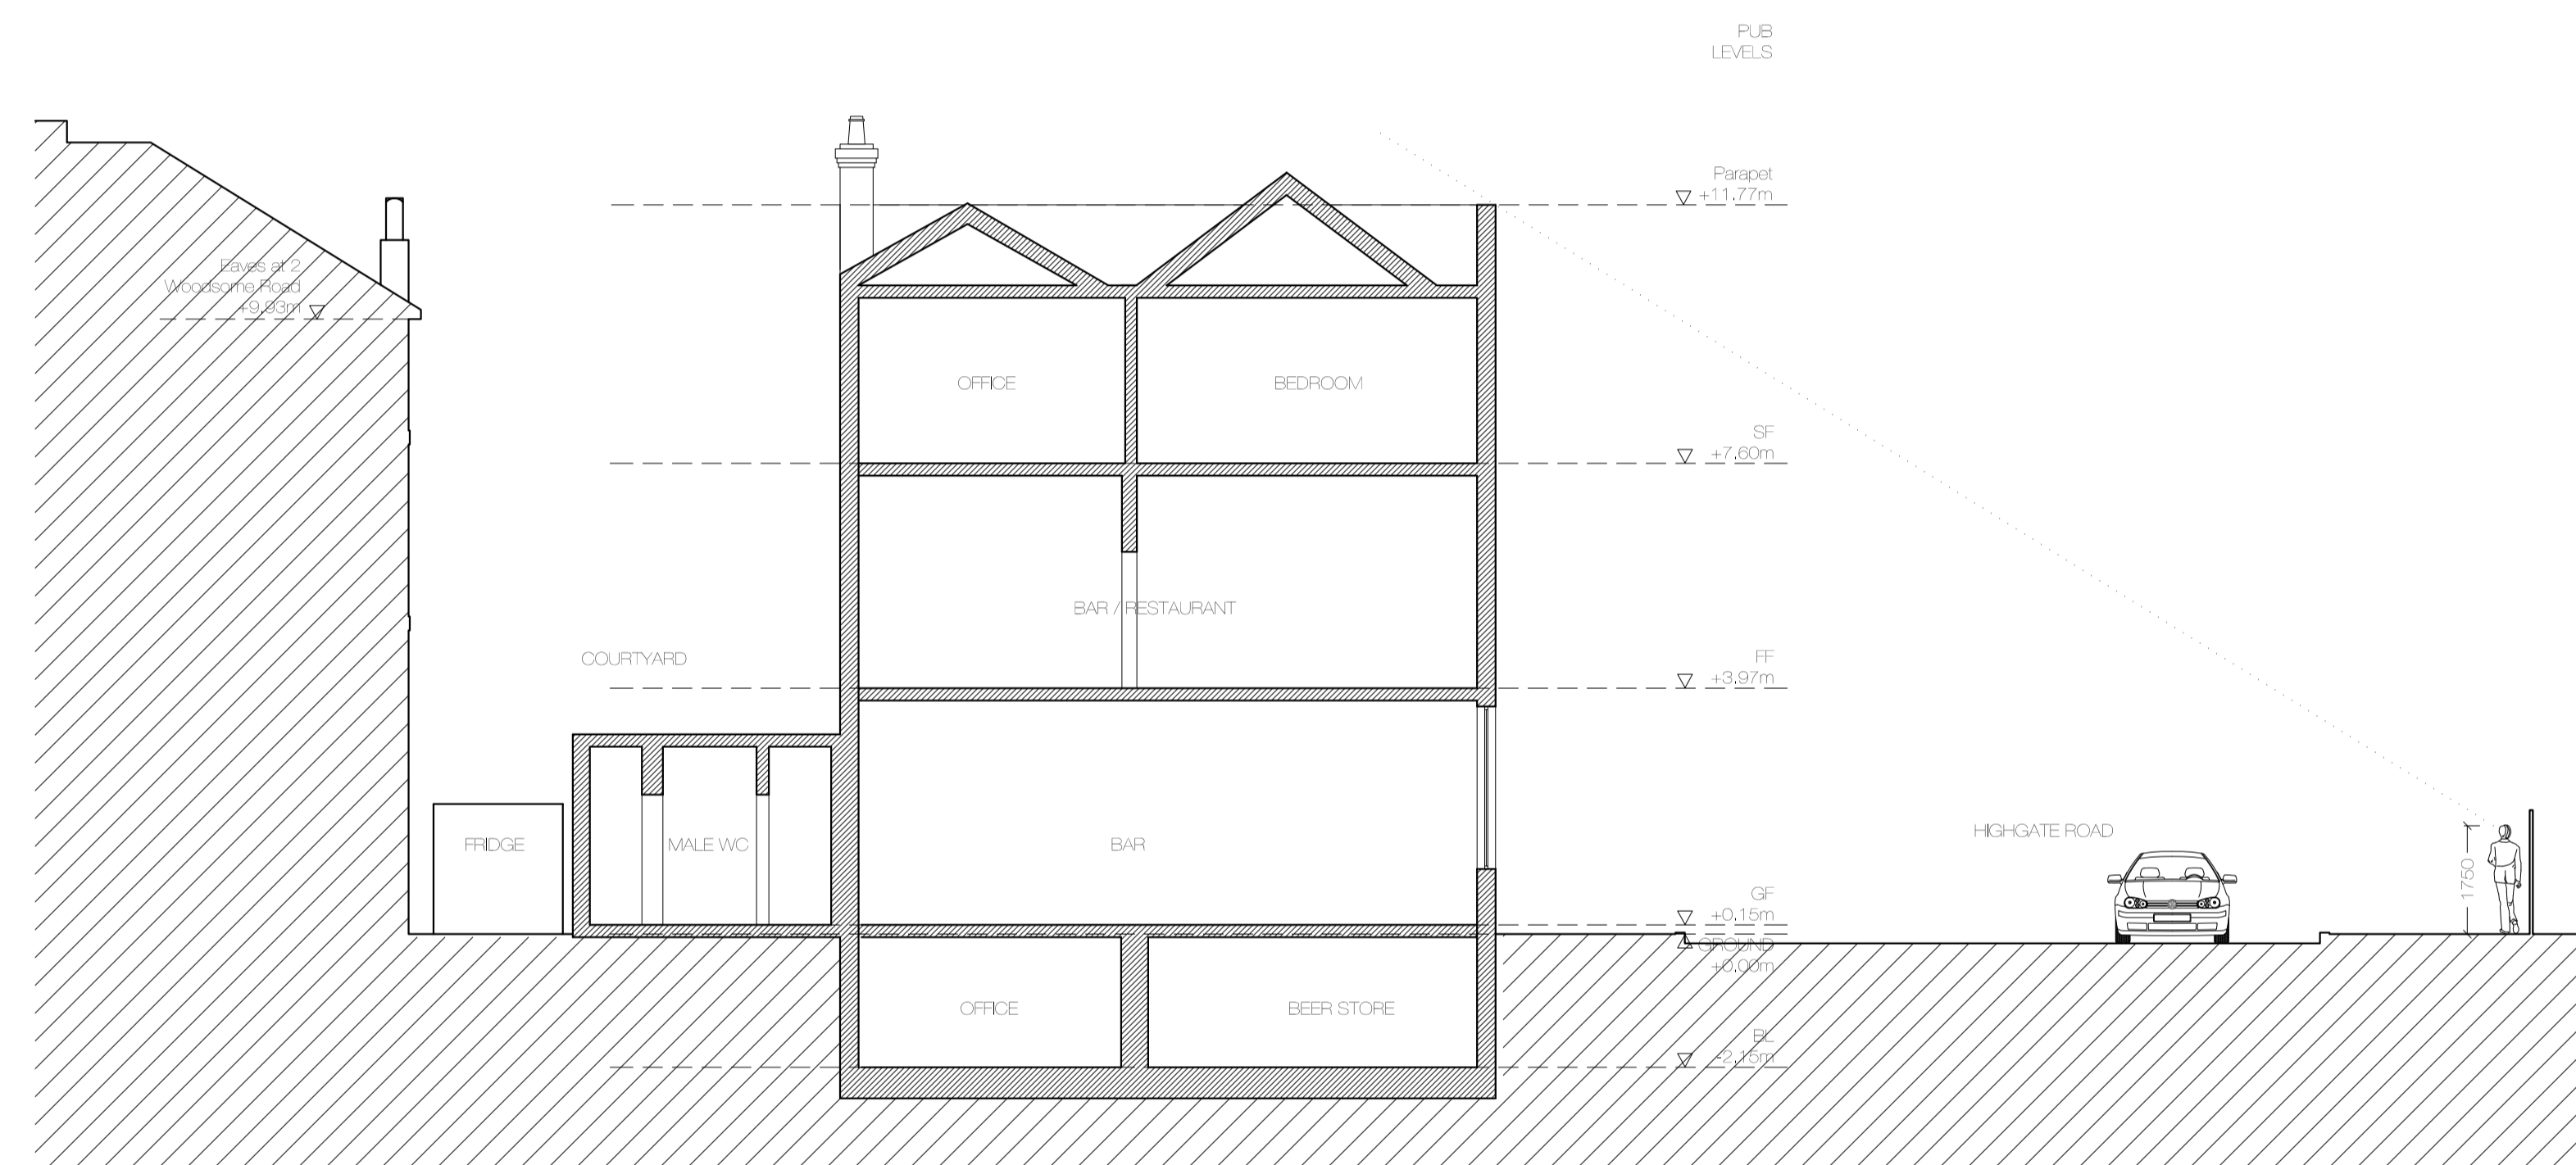 PUB
LEVELS
Parapet
+11.77m
Eaves at 2
Woodsome Road
+9.93m
OFFICE
BEDROOM
SF
+7.60m
BAR / RESTAURANT
COURTYARD
FF
+3.97m
FRIDGE
MALE WC
BAR
HIGHGATE ROAD
1750
GF
+0.15m
GROUND
+0.00m
OFFICE
BEER STORE
BL
-2.15m